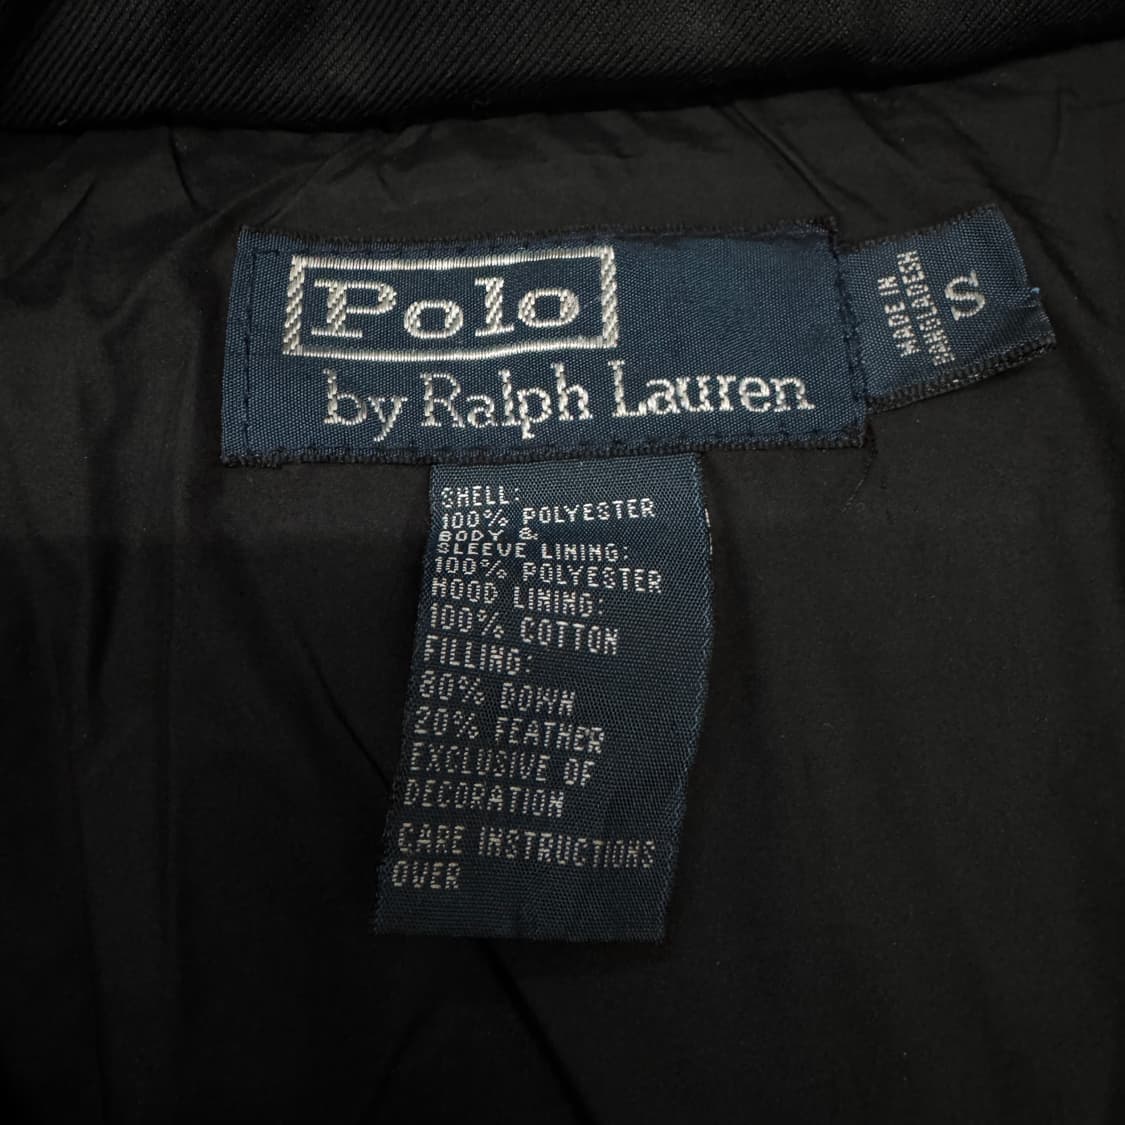 Polo
by Ralph Lauren
MADE IN
BANGLADESH
S
SHELL:
100% POLYESTER
BODY &
SLEEVE LINING:
100% POLYESTER
HOOD LINING:
100% COTTON
FILLING:
80% DOWN
20% FEATHER
EXCLUSIVE OF
DECORATION
CARE INSTRUCTIONS
OVER